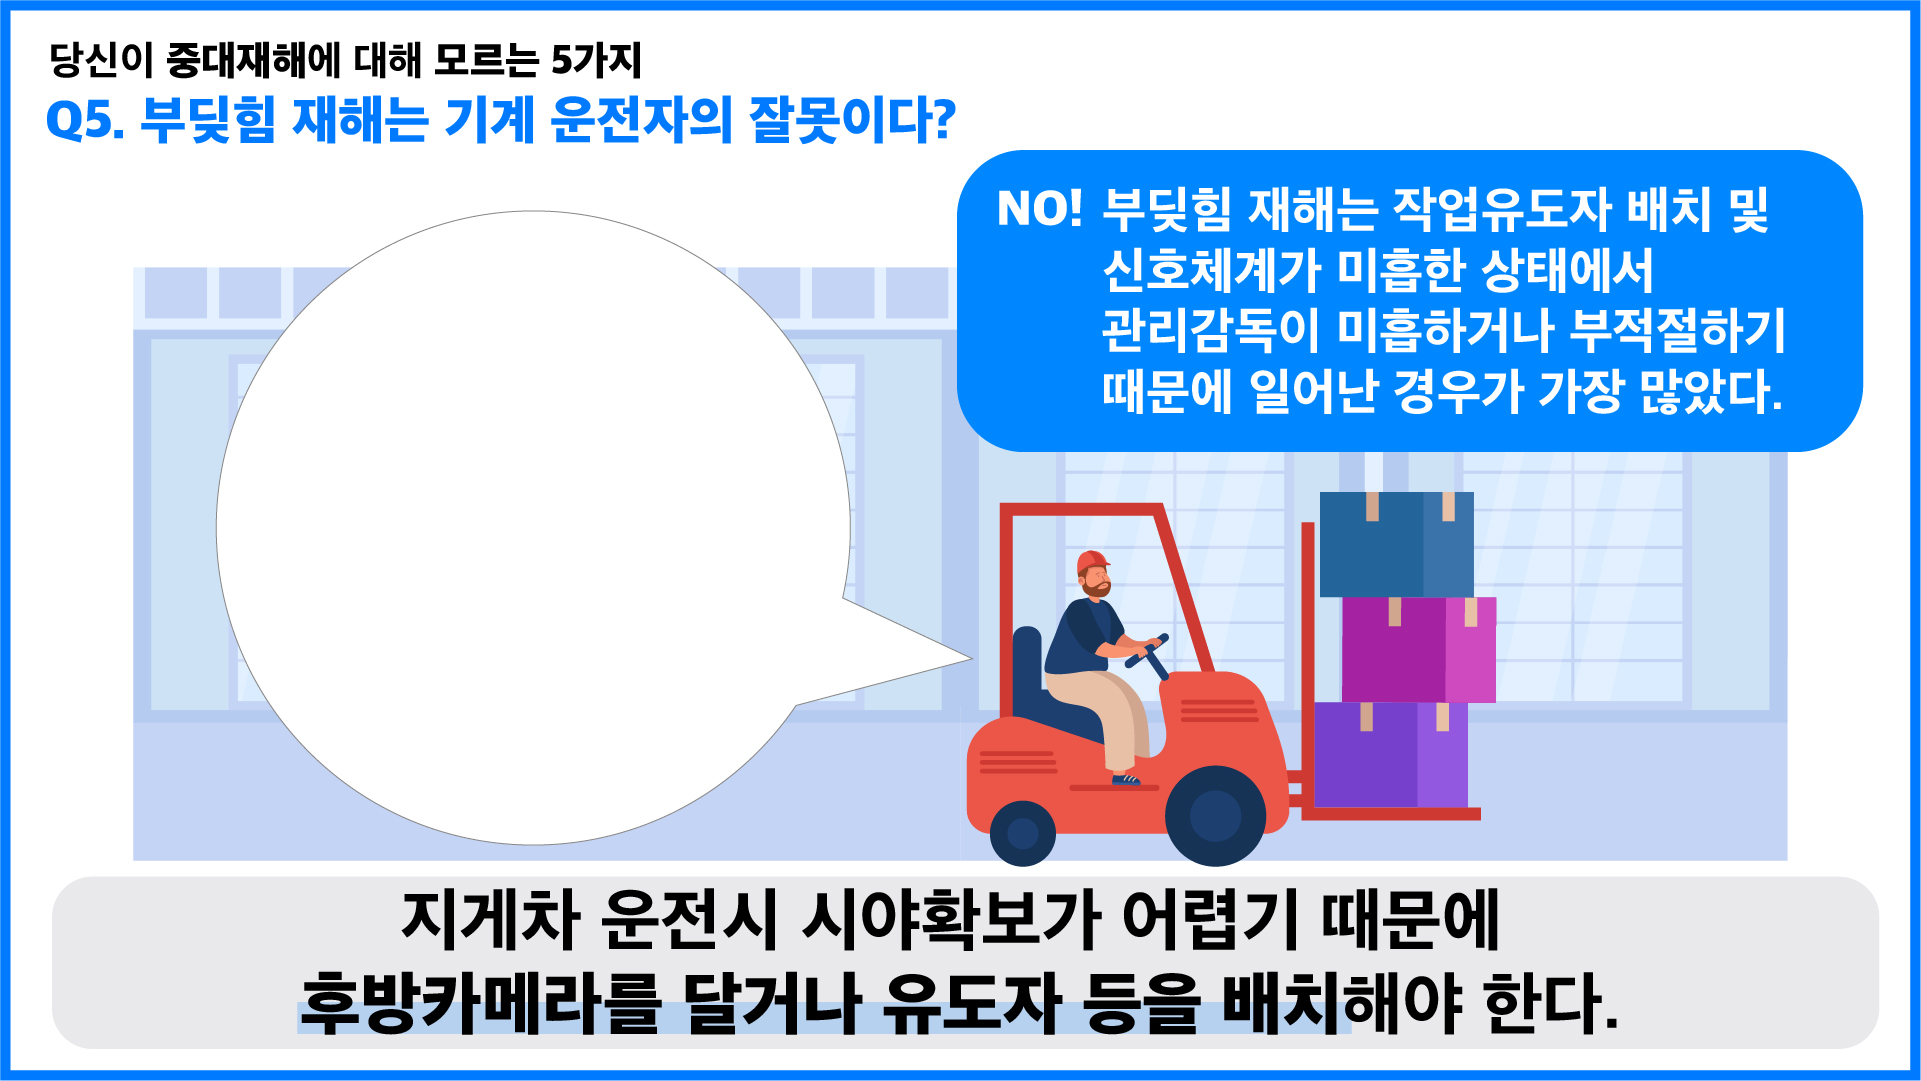 당신이 중대재해에 대해 모르는 5가지
Q5. 부딪힘 재해는 기계 운전자의 잘못이다?
NO! 부딪힘 재해는 작업유도자 배치 및
신호체계가 미흡한 상태에서
관리감독이 미흡하거나 부적절하기
때문에 일어난 경우가 가장 많았다.
지게차 운전시 시야확보가 어렵기 때문에
후방카메라를 달거나 유도자 등을 배치해야 한다.